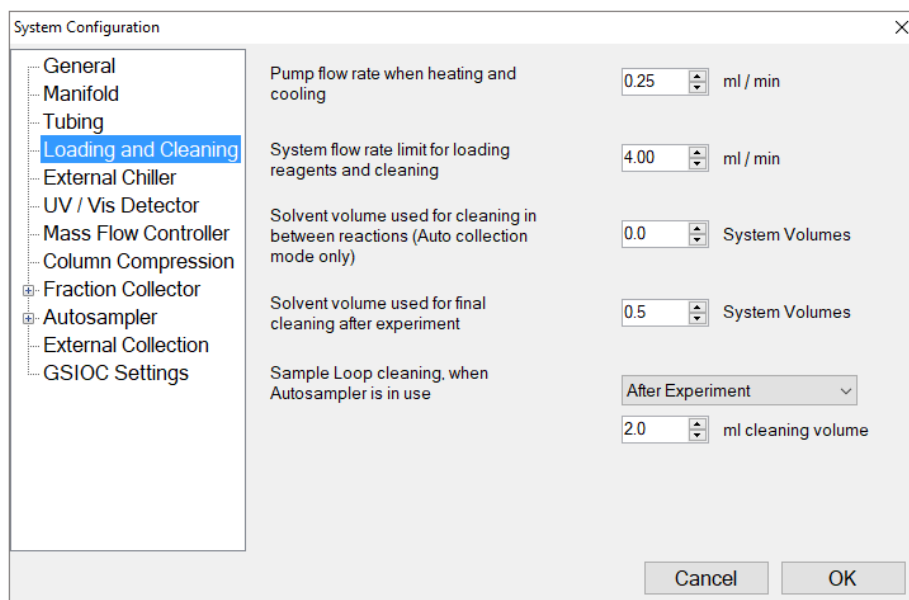 System Configuration
General
Manifold
Tubing
Loading and Cleaning
External Chiller
UV / Vis Detector
Mass Flow Controller
Column Compression
Fraction Collector
Autosampler
External Collection
GSIOC Settings
Pump flow rate when heating and
cooling
0.25 ml / min
System flow rate limit for loading
reagents and cleaning
4.00 ml / min
Solvent volume used for cleaning in
between reactions (Auto collection
mode only)
0.0 System Volumes
Solvent volume used for final
cleaning after experiment
0.5 System Volumes
Sample Loop cleaning, when
Autosampler is in use
After Experiment
2.0 ml cleaning volume
Cancel OK